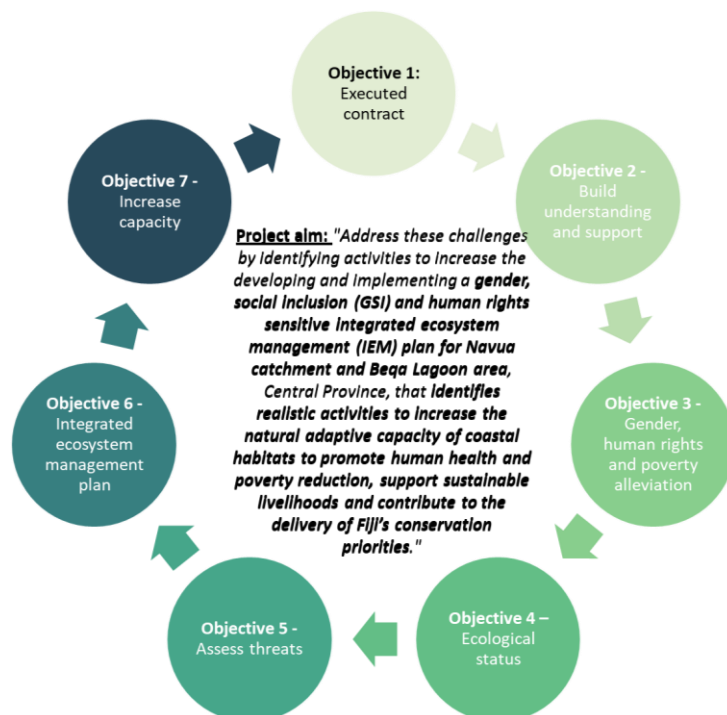 Objective 1:
Executed
contract
Objective 2 -
Build
understanding
and support
Objective 3 -
Gender,
human rights
and poverty
alleviation
Objective 4 –
Ecological
status
Objective 5 -
Assess threats
Objective 6 -
Integrated
ecosystem
management
plan
Objective 7 -
Increase
capacity
Project aim: "Address these challenges
by identifying activities to increase the
developing and implementing a gender,
social inclusion (GSI) and human rights
sensitive integrated ecosystem
management (IEM) plan for Navua
catchment and Beqa Lagoon area,
Central Province, that identifies
realistic activities to increase the
natural adaptive capacity of coastal
habitats to promote human health and
poverty reduction, support sustainable
livelihoods and contribute to the
delivery of Fiji's conservation
priorities."